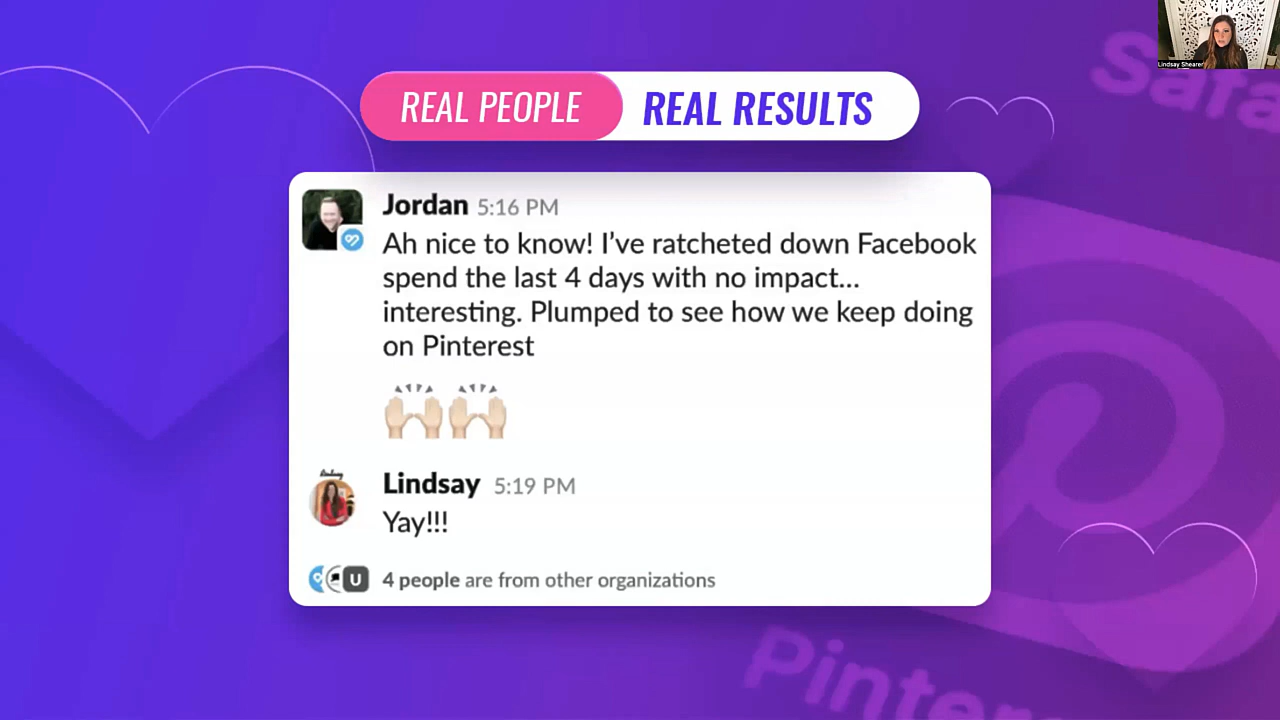 Lindsay Shearer
Safa
REAL PEOPLE REAL RESULTS
Jordan 5:16 PM
Ah nice to know! I've ratcheted down Facebook
spend the last 4 days with no impact...
interesting. Plumped to see how we keep doing
on Pinterest
Lindsay 5:19 PM
Yay!!!
U 4 people are from other organizations
Pinter